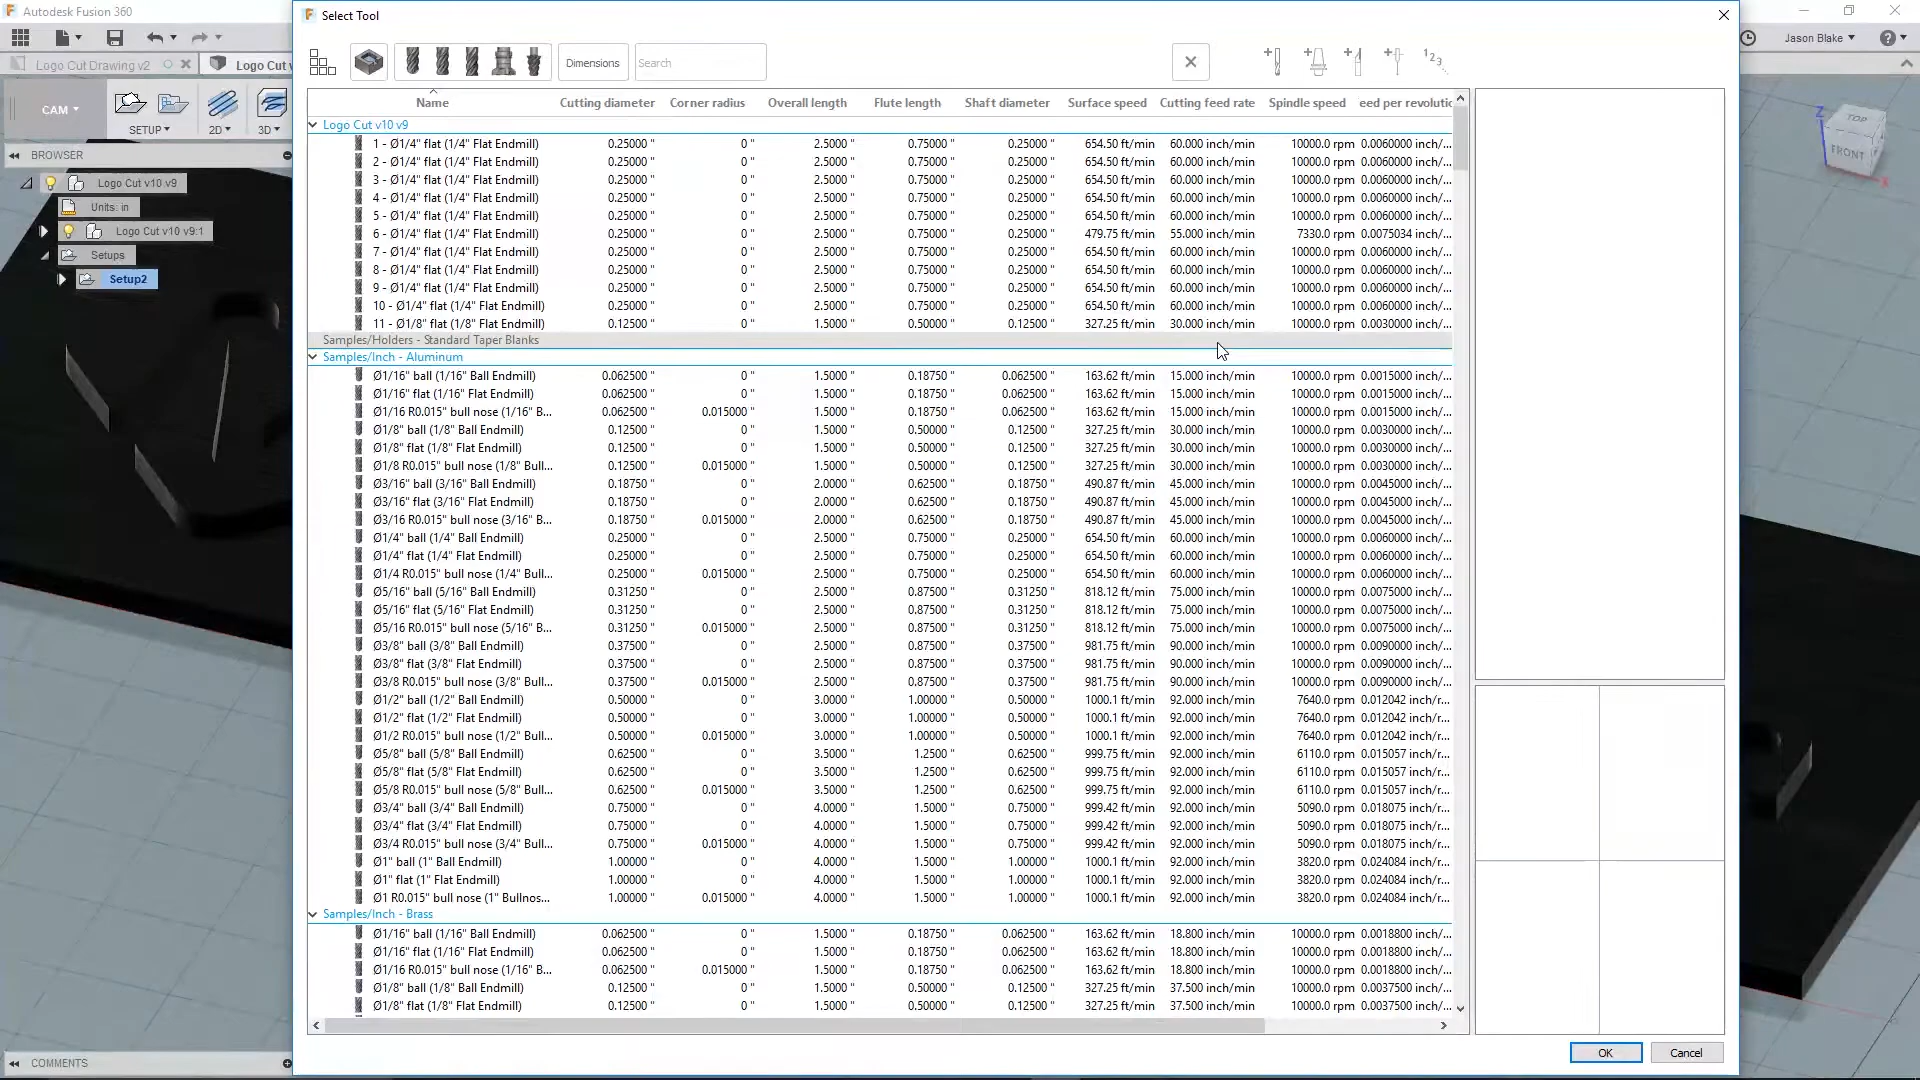 Autodesk Fusion 360
Select Tool
Jason Blake
Logo Cut Drawing v2
Logo Cut v
CAM
SETUP
2D
3D
BROWSER
Logo Cut v10 v9
Units: in
Logo Cut v10 v9:1
Setups
Setup2
COMMENTS
Dimensions
Search
1 2 3
TOP
FRONT
Z
X
Name Cutting diameter Corner radius Overall length Flute length Shaft diameter Surface speed Cutting feed rate Spindle speed eed per revolutic
Logo Cut v10 v9
1 - Ø1/4" flat (1/4" Flat Endmill) 0.25000 " 0 " 2.5000 " 0.75000 " 0.25000 " 654.50 ft/min 60.000 inch/min 10000.0 rpm 0.0060000 inch/...
2 - Ø1/4" flat (1/4" Flat Endmill) 0.25000 " 0 " 2.5000 " 0.75000 " 0.25000 " 654.50 ft/min 60.000 inch/min 10000.0 rpm 0.0060000 inch/...
3 - Ø1/4" flat (1/4" Flat Endmill) 0.25000 " 0 " 2.5000 " 0.75000 " 0.25000 " 654.50 ft/min 60.000 inch/min 10000.0 rpm 0.0060000 inch/...
4 - Ø1/4" flat (1/4" Flat Endmill) 0.25000 " 0 " 2.5000 " 0.75000 " 0.25000 " 654.50 ft/min 60.000 inch/min 10000.0 rpm 0.0060000 inch/...
5 - Ø1/4" flat (1/4" Flat Endmill) 0.25000 " 0 " 2.5000 " 0.75000 " 0.25000 " 654.50 ft/min 60.000 inch/min 10000.0 rpm 0.0060000 inch/...
6 - Ø1/4" flat (1/4" Flat Endmill) 0.25000 " 0 " 2.5000 " 0.75000 " 0.25000 " 479.75 ft/min 55.000 inch/min 7330.0 rpm 0.0075034 inch/...
7 - Ø1/4" flat (1/4" Flat Endmill) 0.25000 " 0 " 2.5000 " 0.75000 " 0.25000 " 654.50 ft/min 60.000 inch/min 10000.0 rpm 0.0060000 inch/...
8 - Ø1/4" flat (1/4" Flat Endmill) 0.25000 " 0 " 2.5000 " 0.75000 " 0.25000 " 654.50 ft/min 60.000 inch/min 10000.0 rpm 0.0060000 inch/...
9 - Ø1/4" flat (1/4" Flat Endmill) 0.25000 " 0 " 2.5000 " 0.75000 " 0.25000 " 654.50 ft/min 60.000 inch/min 10000.0 rpm 0.0060000 inch/...
10 - Ø1/4" flat (1/4" Flat Endmill) 0.25000 " 0 " 2.5000 " 0.75000 " 0.25000 " 654.50 ft/min 60.000 inch/min 10000.0 rpm 0.0060000 inch/...
11 - Ø1/8" flat (1/8" Flat Endmill) 0.12500 " 0 " 1.5000 " 0.50000 " 0.12500 " 327.25 ft/min 30.000 inch/min 10000.0 rpm 0.0030000 inch/...
Samples/Holders - Standard Taper Blanks
Samples/Inch - Aluminum
Ø1/16" ball (1/16" Ball Endmill) 0.062500 " 0 " 1.5000 " 0.18750 " 0.062500 " 163.62 ft/min 15.000 inch/min 10000.0 rpm 0.0015000 inch/...
Ø1/16" flat (1/16" Flat Endmill) 0.062500 " 0 " 1.5000 " 0.18750 " 0.062500 " 163.62 ft/min 15.000 inch/min 10000.0 rpm 0.0015000 inch/...
Ø1/16 R0.015" bull nose (1/16" B... 0.062500 " 0.015000 " 1.5000 " 0.18750 " 0.062500 " 163.62 ft/min 15.000 inch/min 10000.0 rpm 0.0015000 inch/...
Ø1/8" ball (1/8" Ball Endmill) 0.12500 " 0 " 1.5000 " 0.50000 " 0.12500 " 327.25 ft/min 30.000 inch/min 10000.0 rpm 0.0030000 inch/...
Ø1/8" flat (1/8" Flat Endmill) 0.12500 " 0 " 1.5000 " 0.50000 " 0.12500 " 327.25 ft/min 30.000 inch/min 10000.0 rpm 0.0030000 inch/...
Ø1/8 R0.015" bull nose (1/8" Bull... 0.12500 " 0.015000 " 1.5000 " 0.50000 " 0.12500 " 327.25 ft/min 30.000 inch/min 10000.0 rpm 0.0030000 inch/...
Ø3/16" ball (3/16" Ball Endmill) 0.18750 " 0 " 2.0000 " 0.62500 " 0.18750 " 490.87 ft/min 45.000 inch/min 10000.0 rpm 0.0045000 inch/...
Ø3/16" flat (3/16" Flat Endmill) 0.18750 " 0 " 2.0000 " 0.62500 " 0.18750 " 490.87 ft/min 45.000 inch/min 10000.0 rpm 0.0045000 inch/...
Ø3/16 R0.015" bull nose (3/16" B... 0.18750 " 0.015000 " 2.0000 " 0.62500 " 0.18750 " 490.87 ft/min 45.000 inch/min 10000.0 rpm 0.0045000 inch/...
Ø1/4" ball (1/4" Ball Endmill) 0.25000 " 0 " 2.5000 " 0.75000 " 0.25000 " 654.50 ft/min 60.000 inch/min 10000.0 rpm 0.0060000 inch/...
Ø1/4" flat (1/4" Flat Endmill) 0.25000 " 0 " 2.5000 " 0.75000 " 0.25000 " 654.50 ft/min 60.000 inch/min 10000.0 rpm 0.0060000 inch/...
Ø1/4 R0.015" bull nose (1/4" Bull... 0.25000 " 0.015000 " 2.5000 " 0.75000 " 0.25000 " 654.50 ft/min 60.000 inch/min 10000.0 rpm 0.0060000 inch/...
Ø5/16" ball (5/16" Ball Endmill) 0.31250 " 0 " 2.5000 " 0.87500 " 0.31250 " 818.12 ft/min 75.000 inch/min 10000.0 rpm 0.0075000 inch/...
Ø5/16" flat (5/16" Flat Endmill) 0.31250 " 0 " 2.5000 " 0.87500 " 0.31250 " 818.12 ft/min 75.000 inch/min 10000.0 rpm 0.0075000 inch/...
Ø5/16 R0.015" bull nose (5/16" B... 0.31250 " 0.015000 " 2.5000 " 0.87500 " 0.31250 " 818.12 ft/min 75.000 inch/min 10000.0 rpm 0.0075000 inch/...
Ø3/8" ball (3/8" Ball Endmill) 0.37500 " 0 " 2.5000 " 0.87500 " 0.37500 " 981.75 ft/min 90.000 inch/min 10000.0 rpm 0.0090000 inch/...
Ø3/8" flat (3/8" Flat Endmill) 0.37500 " 0 " 2.5000 " 0.87500 " 0.37500 " 981.75 ft/min 90.000 inch/min 10000.0 rpm 0.0090000 inch/...
Ø3/8 R0.015" bull nose (3/8" Bull... 0.37500 " 0.015000 " 2.5000 " 0.87500 " 0.37500 " 981.75 ft/min 90.000 inch/min 10000.0 rpm 0.0090000 inch/...
Ø1/2" ball (1/2" Ball Endmill) 0.50000 " 0 " 3.0000 " 1.00000 " 0.50000 " 1000.1 ft/min 92.000 inch/min 7640.0 rpm 0.012042 inch/r...
Ø1/2" flat (1/2" Flat Endmill) 0.50000 " 0 " 3.0000 " 1.00000 " 0.50000 " 1000.1 ft/min 92.000 inch/min 7640.0 rpm 0.012042 inch/r...
Ø1/2 R0.015" bull nose (1/2" Bull... 0.50000 " 0.015000 " 3.0000 " 1.00000 " 0.50000 " 1000.1 ft/min 92.000 inch/min 7640.0 rpm 0.012042 inch/r...
Ø5/8" ball (5/8" Ball Endmill) 0.62500 " 0 " 3.5000 " 1.2500 " 0.62500 " 999.75 ft/min 92.000 inch/min 6110.0 rpm 0.015057 inch/r...
Ø5/8" flat (5/8" Flat Endmill) 0.62500 " 0 " 3.5000 " 1.2500 " 0.62500 " 999.75 ft/min 92.000 inch/min 6110.0 rpm 0.015057 inch/r...
Ø5/8 R0.015" bull nose (5/8" Bull... 0.62500 " 0.015000 " 3.5000 " 1.2500 " 0.62500 " 999.75 ft/min 92.000 inch/min 6110.0 rpm 0.015057 inch/r...
Ø3/4" ball (3/4" Ball Endmill) 0.75000 " 0 " 4.0000 " 1.5000 " 0.75000 " 999.42 ft/min 92.000 inch/min 5090.0 rpm 0.018075 inch/r...
Ø3/4" flat (3/4" Flat Endmill) 0.75000 " 0 " 4.0000 " 1.5000 " 0.75000 " 999.42 ft/min 92.000 inch/min 5090.0 rpm 0.018075 inch/r...
Ø3/4 R0.015" bull nose (3/4" Bull... 0.75000 " 0.015000 " 4.0000 " 1.5000 " 0.75000 " 999.42 ft/min 92.000 inch/min 5090.0 rpm 0.018075 inch/r...
Ø1" ball (1" Ball Endmill) 1.00000 " 0 " 4.0000 " 1.5000 " 1.00000 " 1000.1 ft/min 92.000 inch/min 3820.0 rpm 0.024084 inch/r...
Ø1" flat (1" Flat Endmill) 1.00000 " 0 " 4.0000 " 1.5000 " 1.00000 " 1000.1 ft/min 92.000 inch/min 3820.0 rpm 0.024084 inch/r...
Ø1 R0.015" bull nose (1" Bullnos... 1.00000 " 0.015000 " 4.0000 " 1.5000 " 1.00000 " 1000.1 ft/min 92.000 inch/min 3820.0 rpm 0.024084 inch/r...
Samples/Inch - Brass
Ø1/16" ball (1/16" Ball Endmill) 0.062500 " 0 " 1.5000 " 0.18750 " 0.062500 " 163.62 ft/min 18.800 inch/min 10000.0 rpm 0.0018800 inch/...
Ø1/16" flat (1/16" Flat Endmill) 0.062500 " 0 " 1.5000 " 0.18750 " 0.062500 " 163.62 ft/min 18.800 inch/min 10000.0 rpm 0.0018800 inch/...
Ø1/16 R0.015" bull nose (1/16" B... 0.062500 " 0.015000 " 1.5000 " 0.18750 " 0.062500 " 163.62 ft/min 18.800 inch/min 10000.0 rpm 0.0018800 inch/...
Ø1/8" ball (1/8" Ball Endmill) 0.12500 " 0 " 1.5000 " 0.50000 " 0.12500 " 327.25 ft/min 37.500 inch/min 10000.0 rpm 0.0037500 inch/...
Ø1/8" flat (1/8" Flat Endmill) 0.12500 " 0 " 1.5000 " 0.50000 " 0.12500 " 327.25 ft/min 37.500 inch/min 10000.0 rpm 0.0037500 inch/...
OK
Cancel